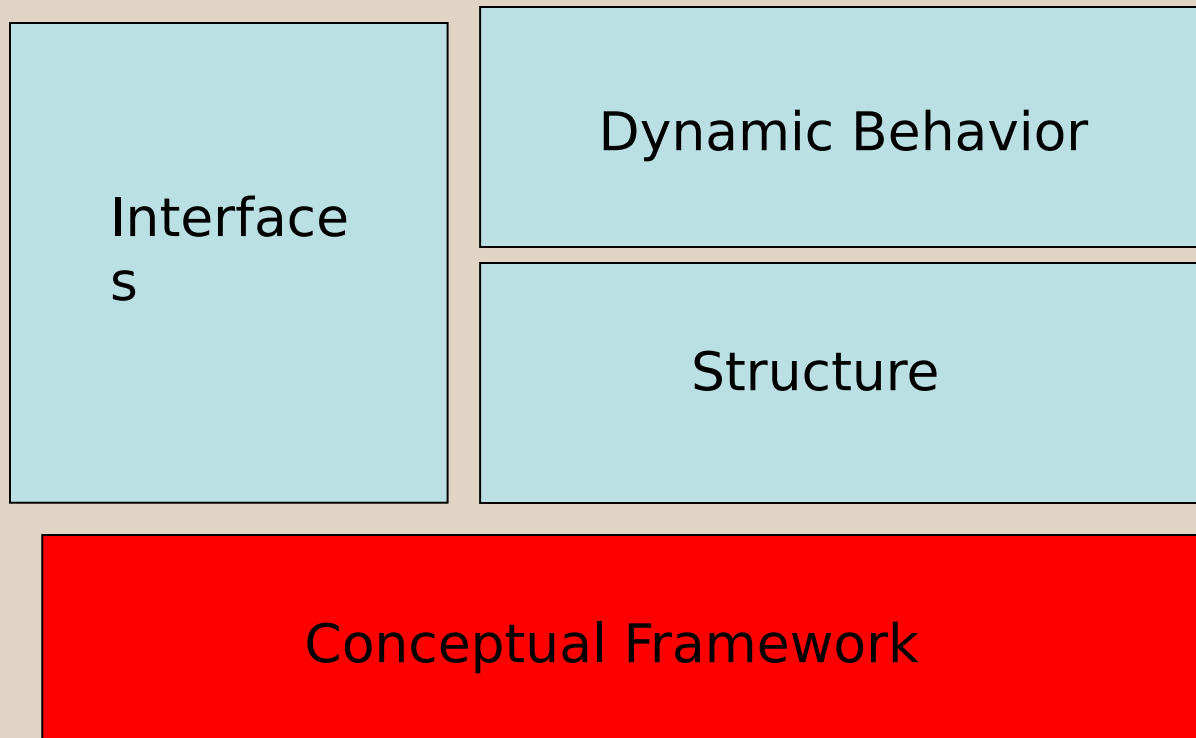 Interface
s
Dynamic Behavior
Structure
Conceptual Framework